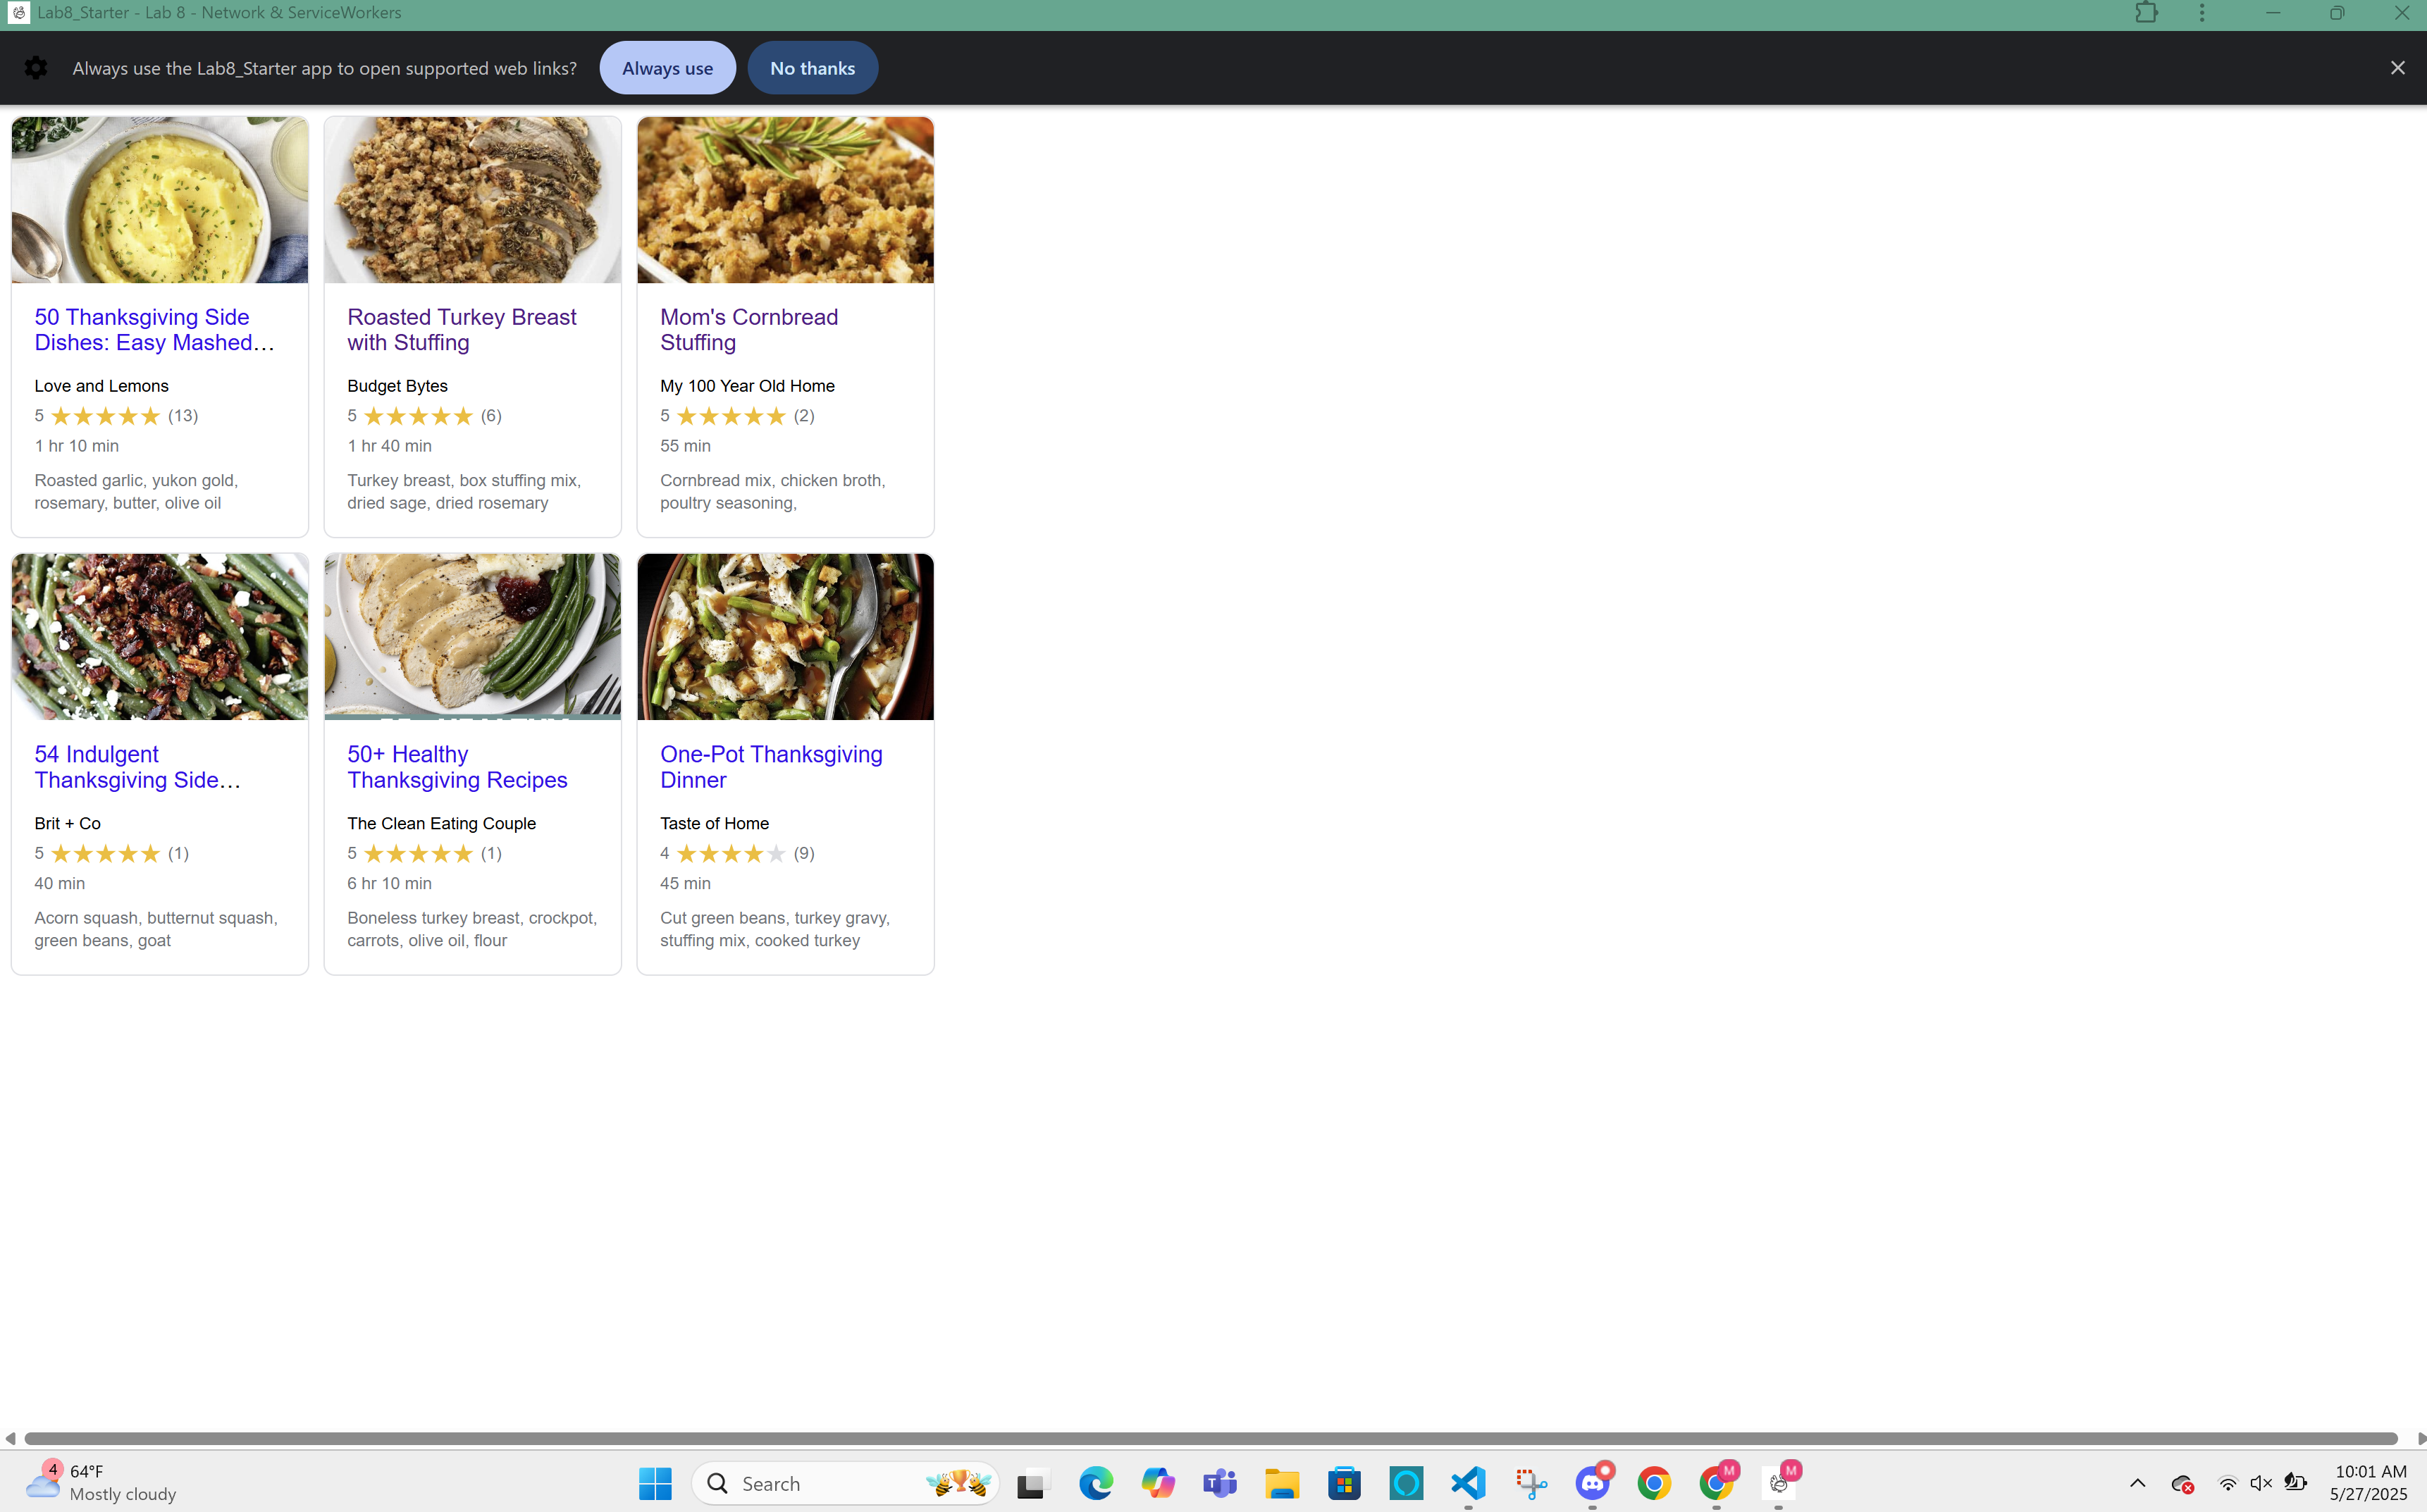 Lab8_Starter - Lab 8 - Network & ServiceWorkers
Always use the Lab8_Starter app to open supported web links?
Always use
No thanks
50 Thanksgiving Side
Dishes: Easy Mashed…
Love and Lemons
5 (13)
1 hr 10 min
Roasted garlic, yukon gold,
rosemary, butter, olive oil
Roasted Turkey Breast
with Stuffing
Budget Bytes
5 (6)
1 hr 40 min
Turkey breast, box stuffing mix,
dried sage, dried rosemary
Mom's Cornbread
Stuffing
My 100 Year Old Home
5 (2)
55 min
Cornbread mix, chicken broth,
poultry seasoning,
54 Indulgent
Thanksgiving Side…
Brit + Co
5 (1)
40 min
Acorn squash, butternut squash,
green beans, goat
50+ Healthy
Thanksgiving Recipes
The Clean Eating Couple
5 (1)
6 hr 10 min
Boneless turkey breast, crockpot,
carrots, olive oil, flour
One-Pot Thanksgiving
Dinner
Taste of Home
4 (9)
45 min
Cut green beans, turkey gravy,
stuffing mix, cooked turkey
4
64°F
Mostly cloudy
Search
T
M
M
10:01 AM
5/27/2025